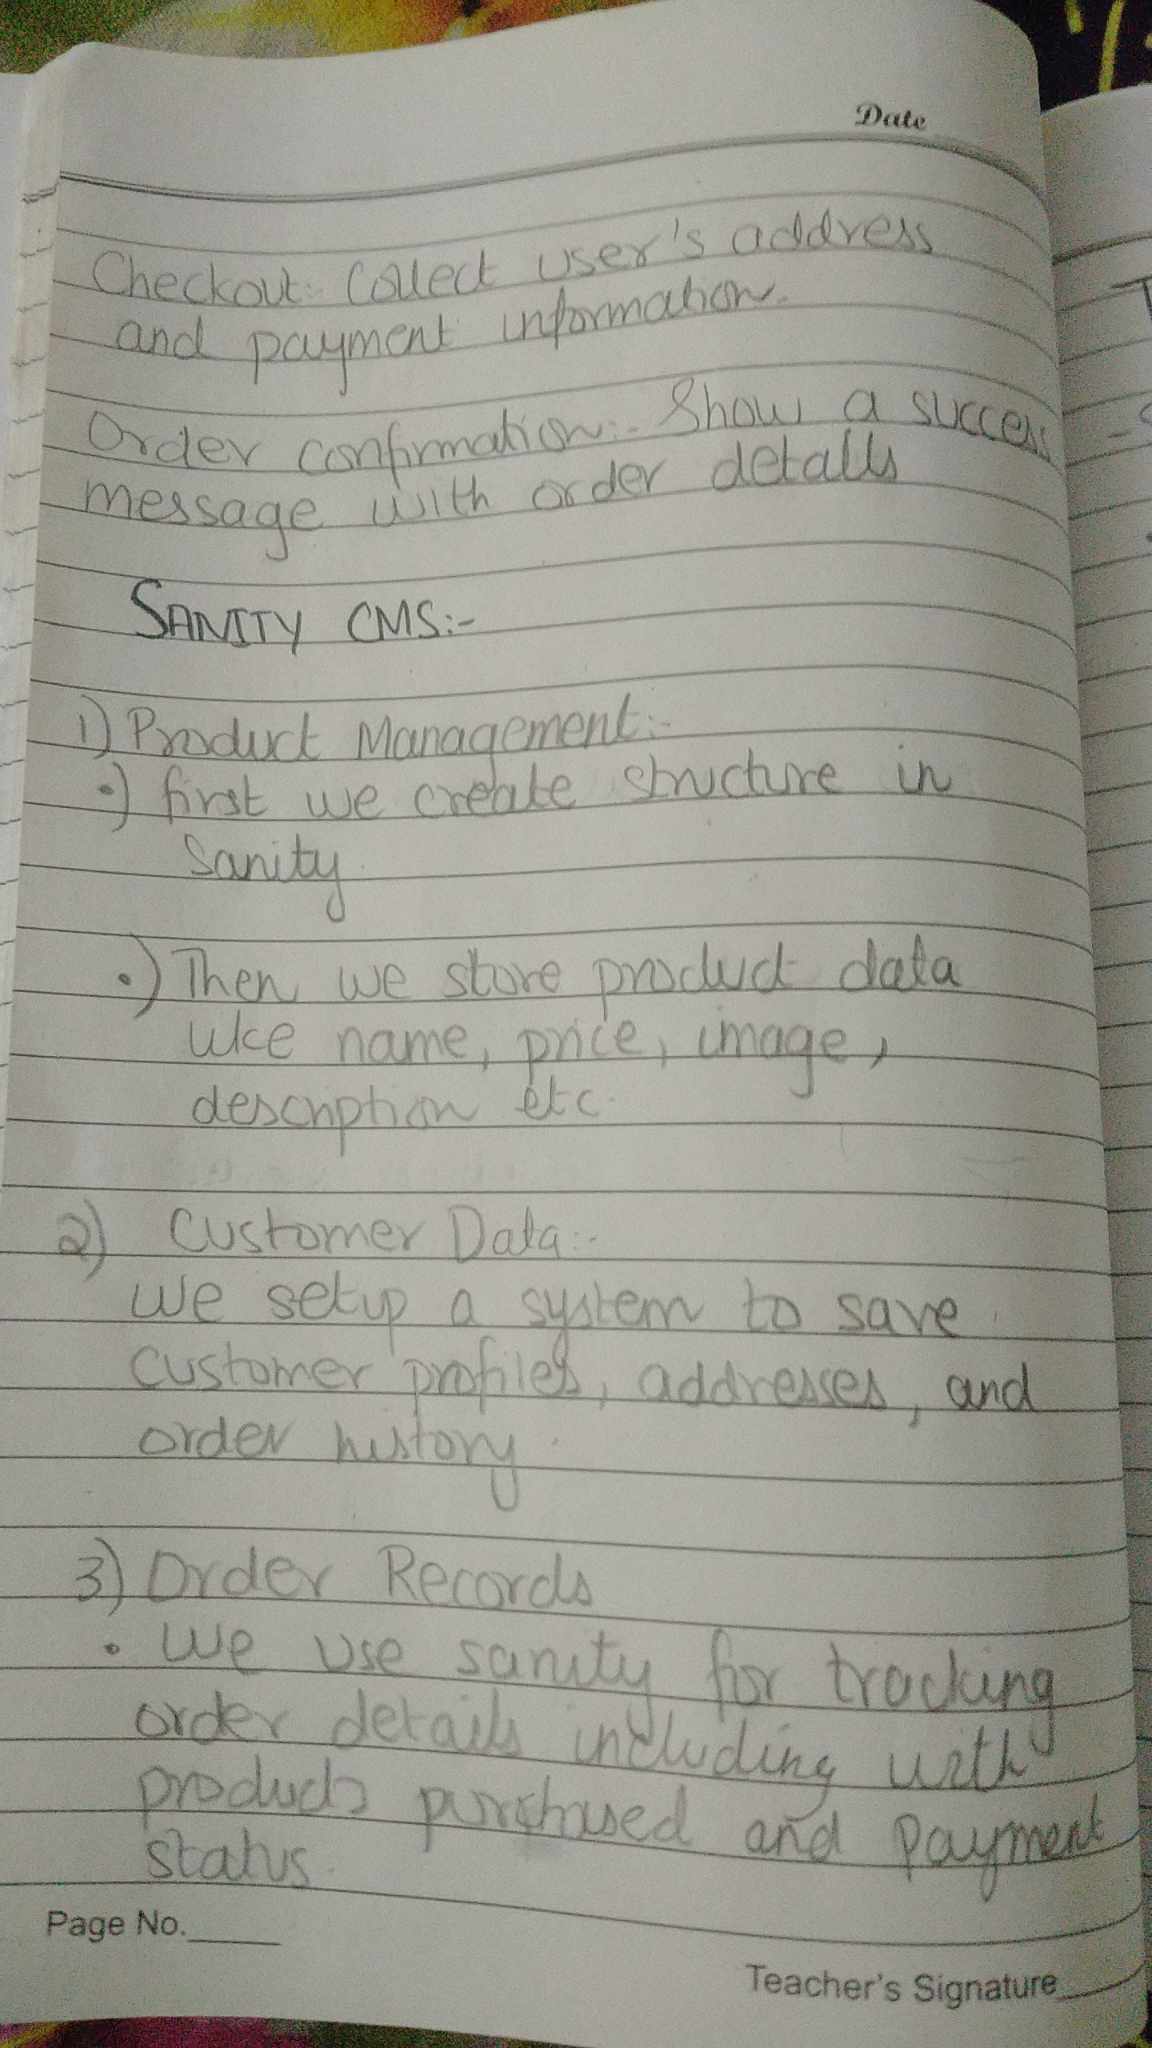 Date
Checkout: Collect user's address
and payment information.
Order confirmation:- Show a success
message with order details
SANITY CMS:-
1) Product Management:-
•) first we create structure in
Sanity.
•) Then we store product data
like name, price, image,
description etc.
2) Customer Data:-
We setup a system to save
customer profiles, addresses, and
order history.
3) Order Records
• We use sanity for tracking
order details including with
products purchased and payment
status.
Page No.
Teacher's Signature